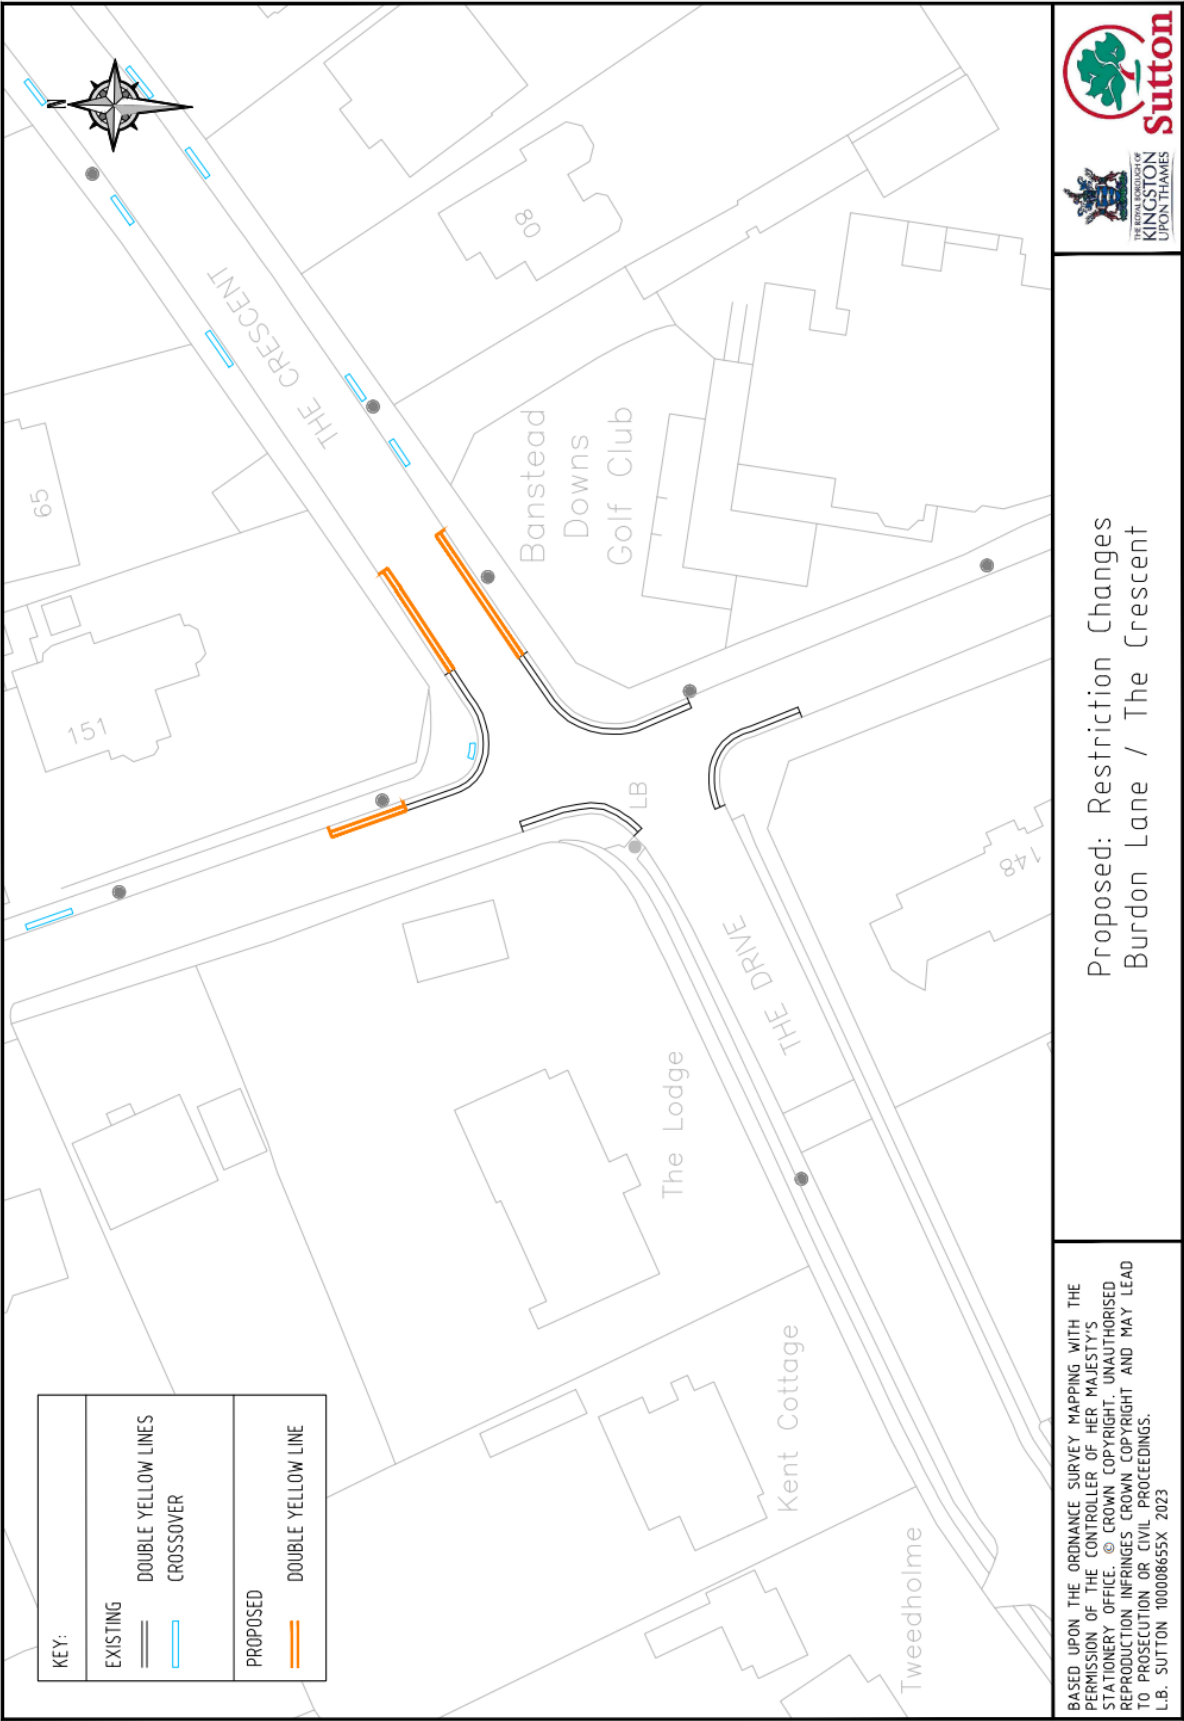 KEY:
EXISTING
DOUBLE YELLOW LINES
CROSSOVER
PROPOSED
DOUBLE YELLOW LINE
N
65
151
THE CRESCENT
80
Banstead
Downs
Golf Club
LB
THE DRIVE
148
The Lodge
Kent Cottage
Tweedholme
BASED UPON THE ORDNANCE SURVEY MAPPING WITH THE
PERMISSION OF THE CONTROLLER OF HER MAJESTY'S
STATIONERY OFFICE. © CROWN COPYRIGHT. UNAUTHORISED
REPRODUCTION INFRINGES CROWN COPYRIGHT AND MAY LEAD
TO PROSECUTION OR CIVIL PROCEEDINGS.
L.B. SUTTON 100008655X 2023
Proposed: Restriction Changes
Burdon Lane / The Crescent
THE ROYAL BOROUGH OF
KINGSTON
UPON THAMES
Sutton